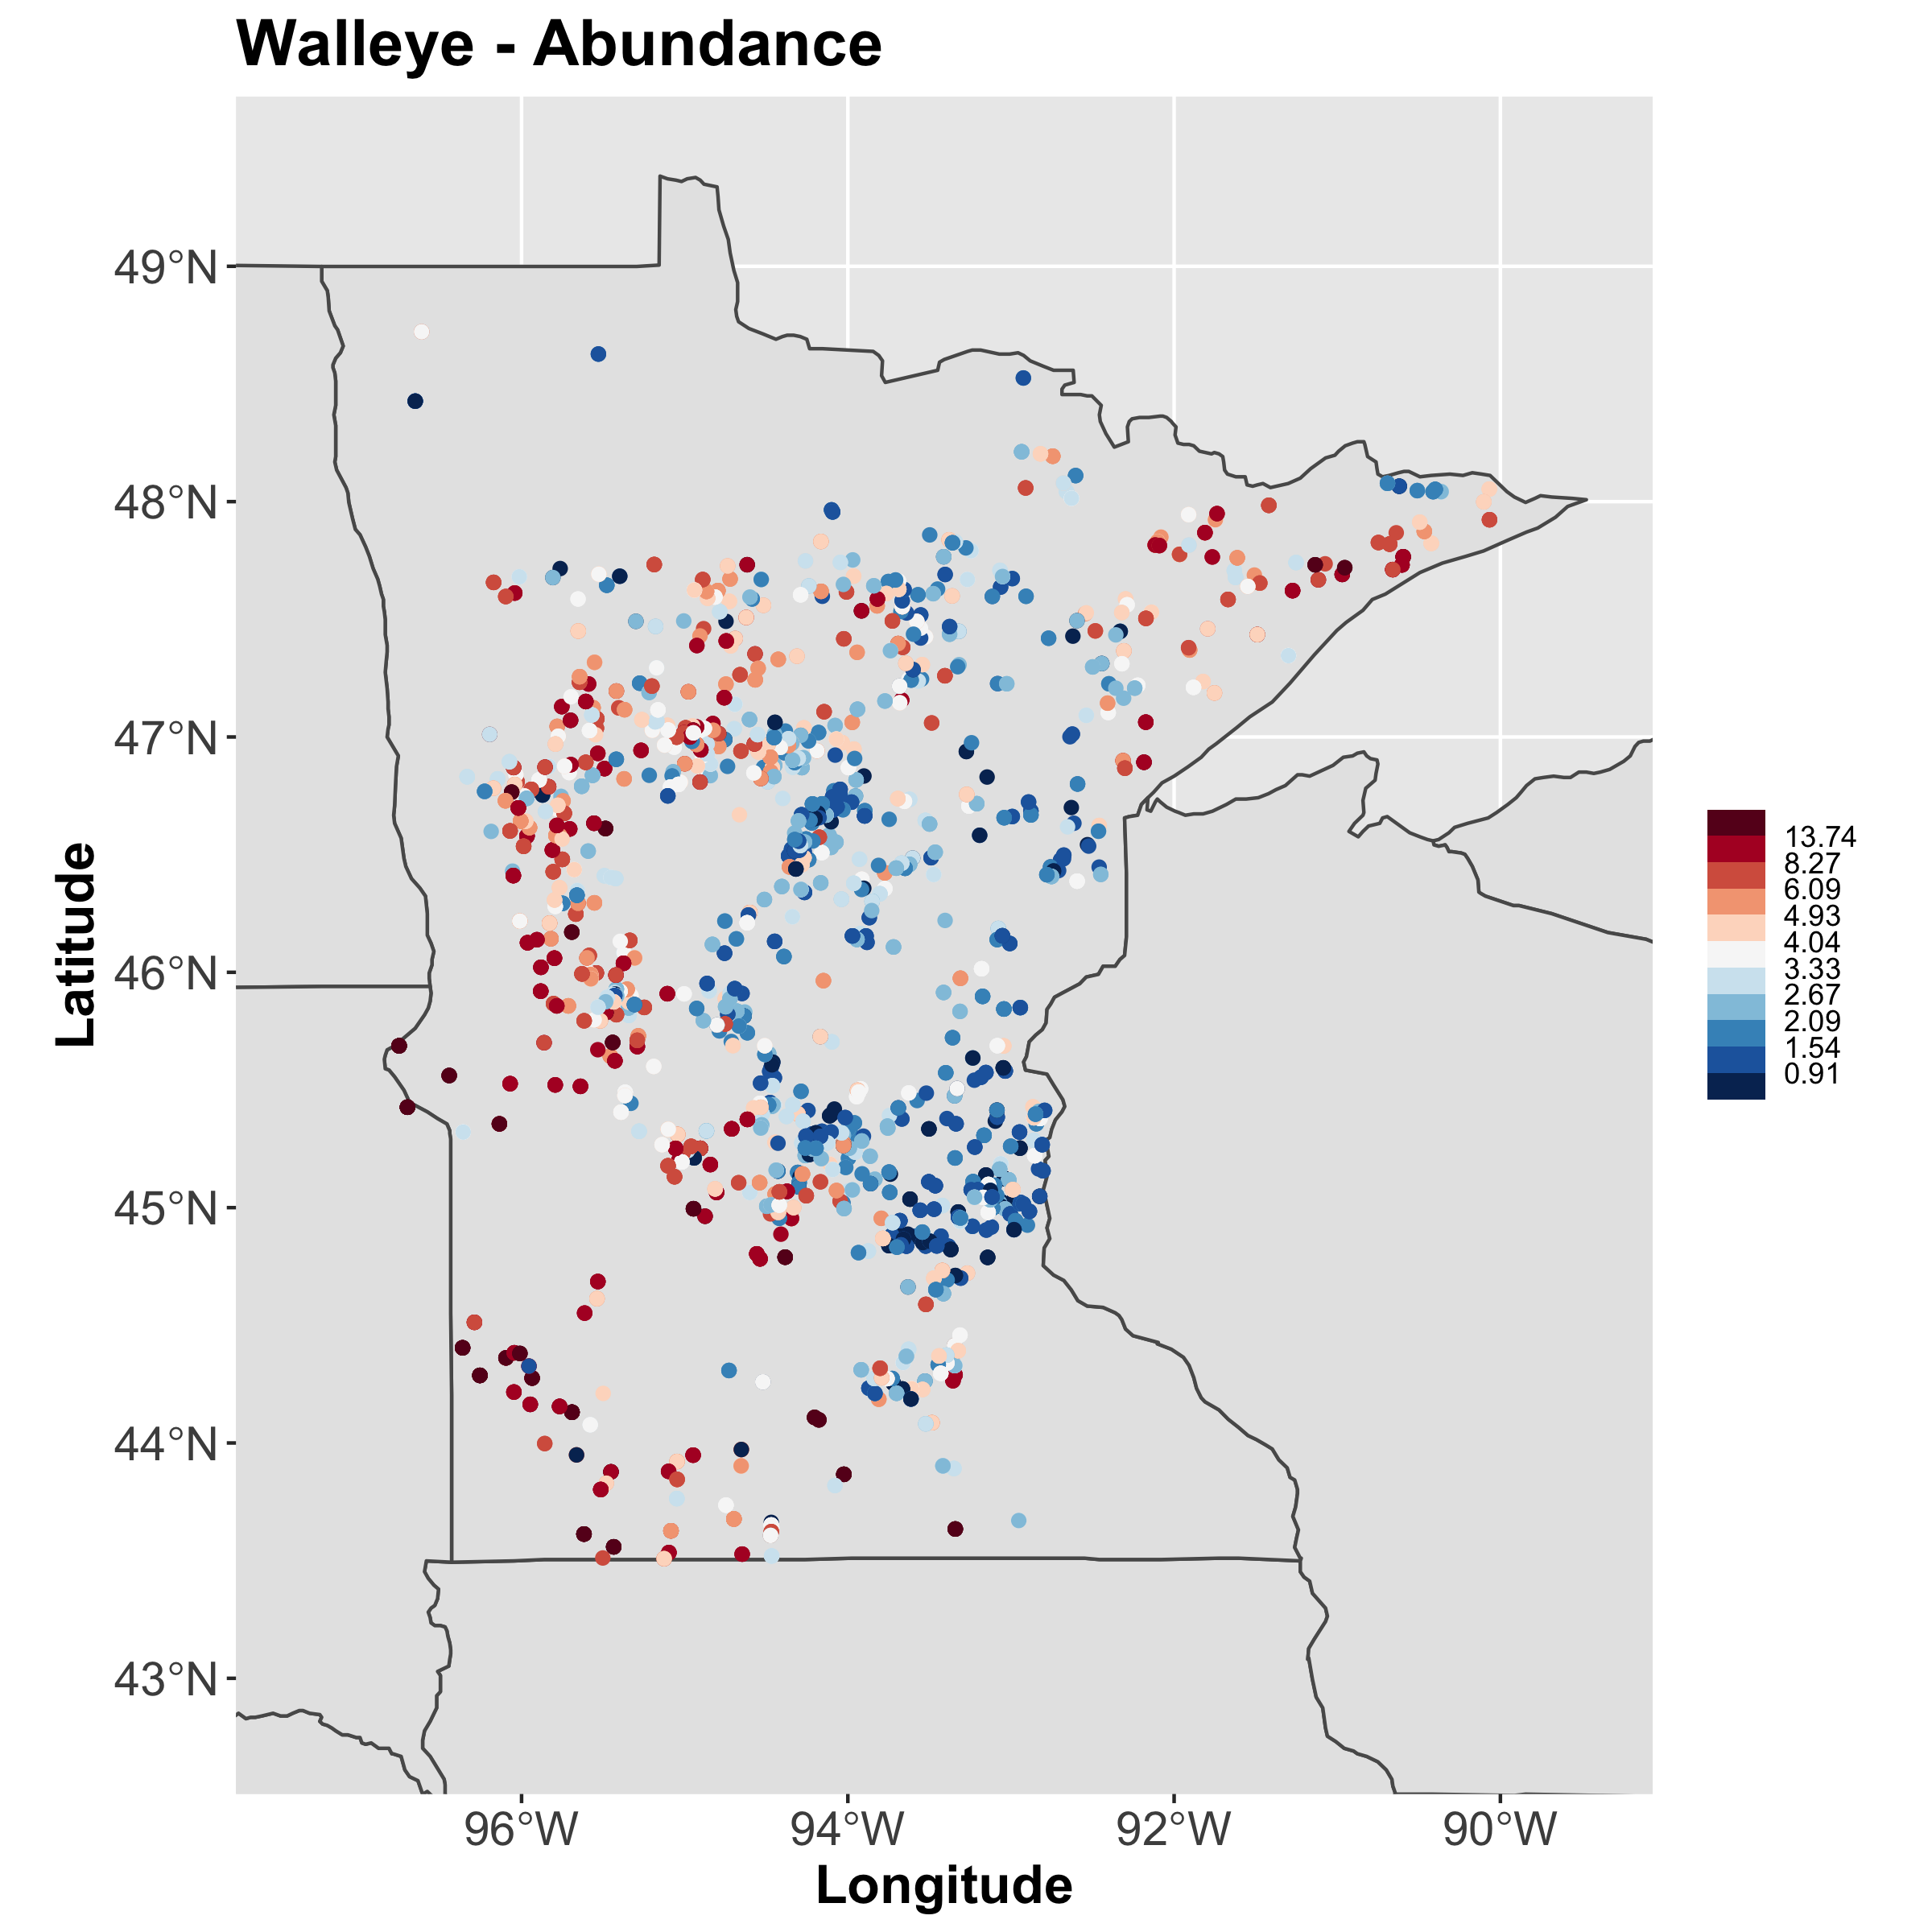 Walleye - Abundance
49°N
48°N
47°N
46°N
45°N
44°N
43°N
Latitude
96°W
94°W
92°W
90°W
Longitude
13.74
8.27
6.09
4.93
4.04
3.33
2.67
2.09
1.54
0.91